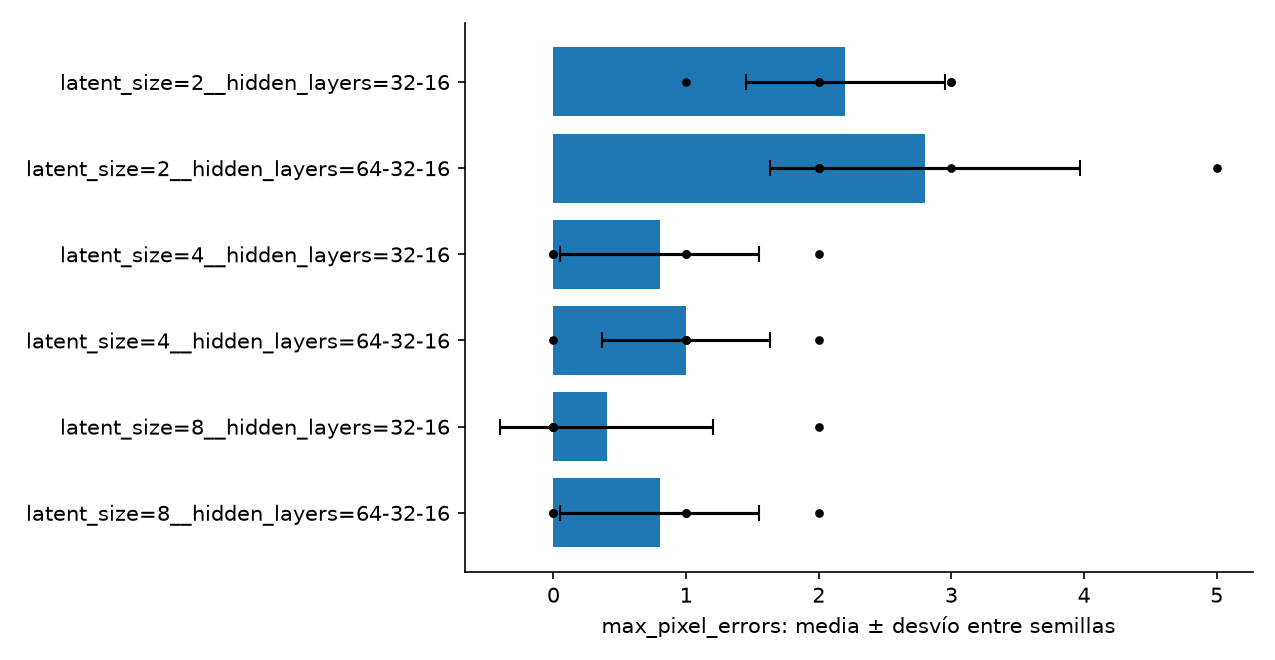 latent_size=2__hidden_layers=32-16
latent_size=2__hidden_layers=64-32-16
latent_size=4__hidden_layers=32-16
latent_size=4__hidden_layers=64-32-16
latent_size=8__hidden_layers=32-16
latent_size=8__hidden_layers=64-32-16
0 1 2 3 4 5
max_pixel_errors: media ± desvío entre semillas